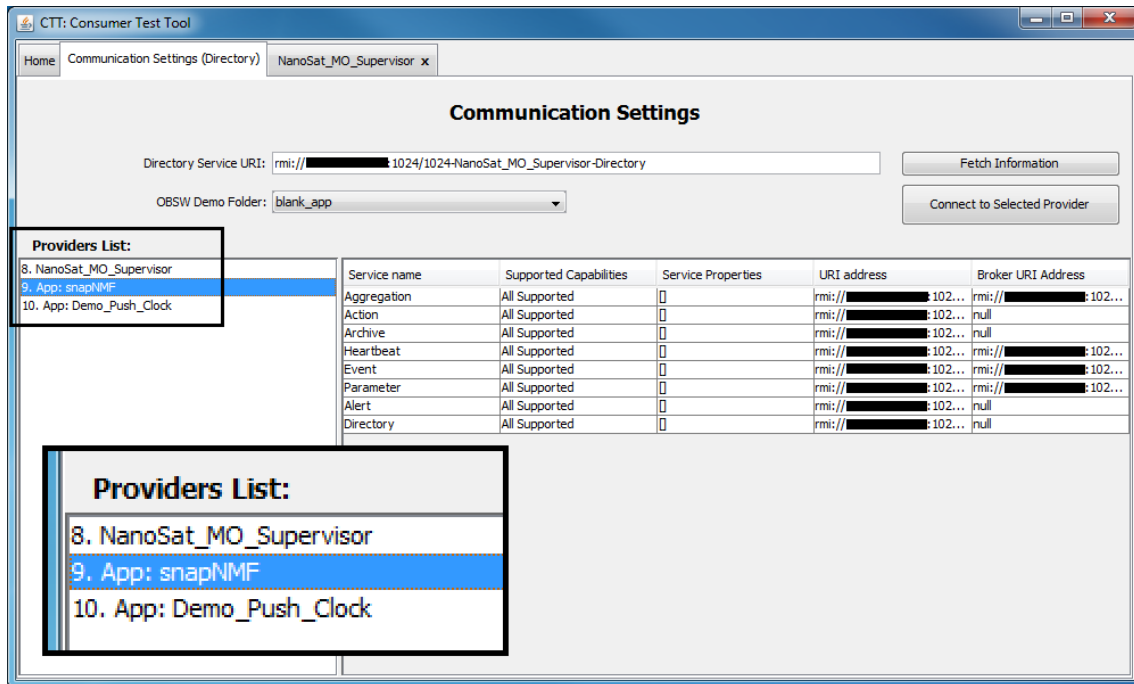 CTT: Consumer Test Tool
Home Communication Settings (Directory) NanoSat_MO_Supervisor x
Communication Settings
Directory Service URI: rmi:// :1024/1024-NanoSat_MO_Supervisor-Directory Fetch Information
OBSW Demo Folder: blank_app Connect to Selected Provider
Providers List:
8. NanoSat_MO_Supervisor
9. App: snapNMF
10. App: Demo_Push_Clock
Service name Supported Capabilities Service Properties URI address Broker URI Address
Aggregation All Supported [] rmi:// :102... rmi:// :102...
Action All Supported [] rmi:// :102... null
Archive All Supported [] rmi:// :102... null
Heartbeat All Supported [] rmi:// :102... rmi:// :102...
Event All Supported [] rmi:// :102... rmi:// :102...
Parameter All Supported [] rmi:// :102... rmi:// :102...
Alert All Supported [] rmi:// :102... null
Directory All Supported [] rmi:// :102... null
Providers List:
8. NanoSat_MO_Supervisor
9. App: snapNMF
10. App: Demo_Push_Clock